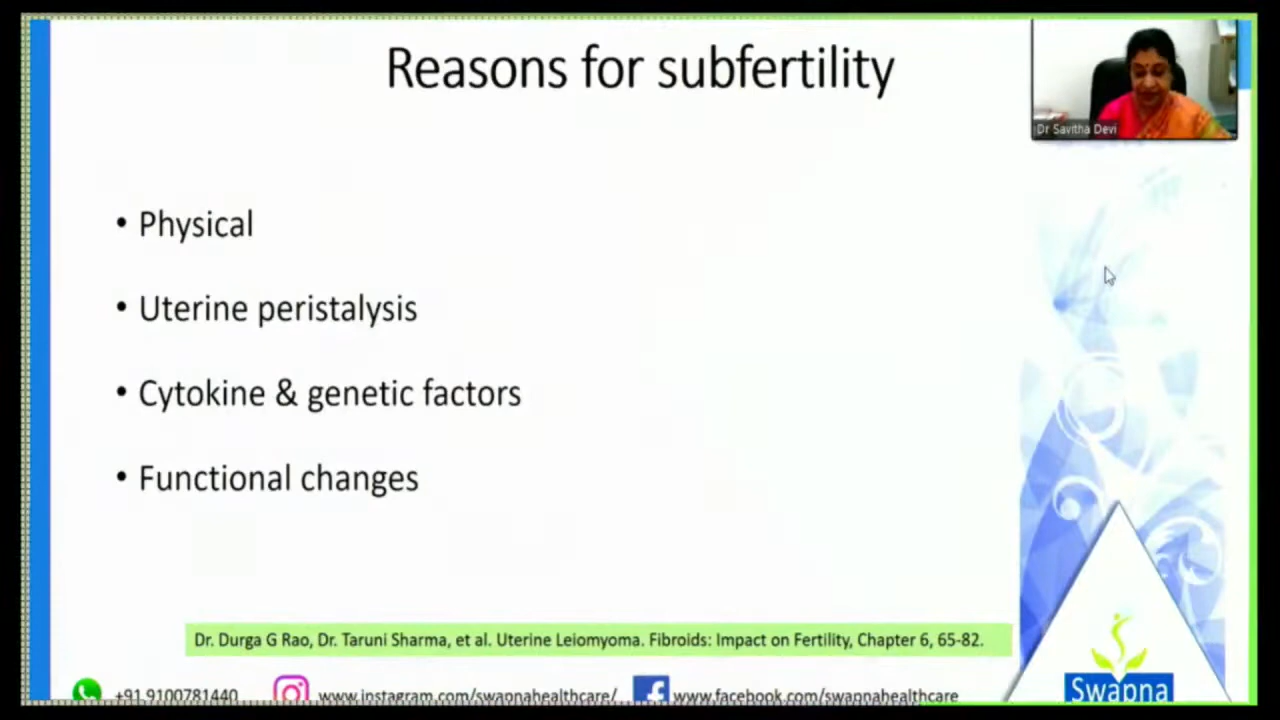 Reasons for subfertility
Dr Savitha Devi
• Physical
• Uterine peristalysis
• Cytokine & genetic factors
• Functional changes
Dr. Durga G Rao, Dr. Taruni Sharma, et al. Uterine Leiomyoma. Fibroids: Impact on Fertility, Chapter 6, 65-82.
+91 9100781440 www.instagram.com/swapnahealthcare/ www.facebook.com/swapnahealthcare
Swapna